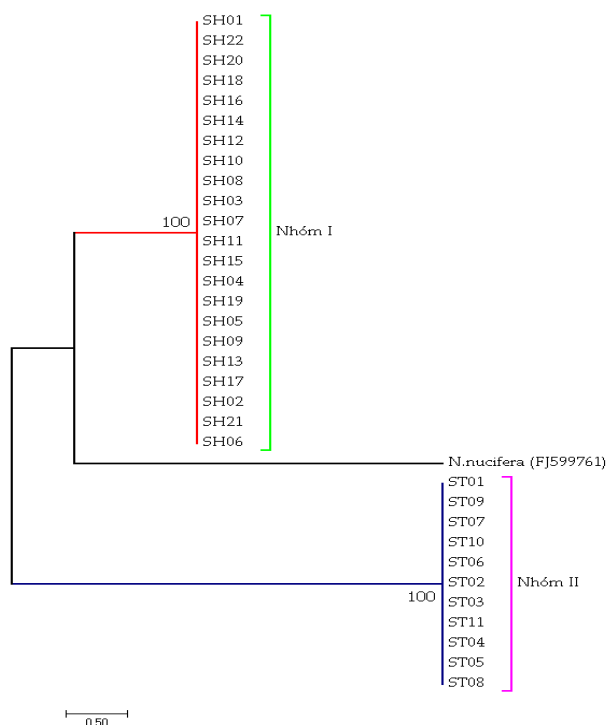 SH01
SH22
SH20
SH18
SH16
SH14
SH12
SH10
SH08
SH03
100
SH07
Nhóm I
SH11
SH15
SH04
SH19
SH05
SH09
SH13
SH17
SH02
SH21
SH06
N.nucifera (FJ599761)
ST01
ST09
ST07
ST10
ST06
ST02
Nhóm II
100
ST03
ST11
ST04
ST05
ST08
0.50